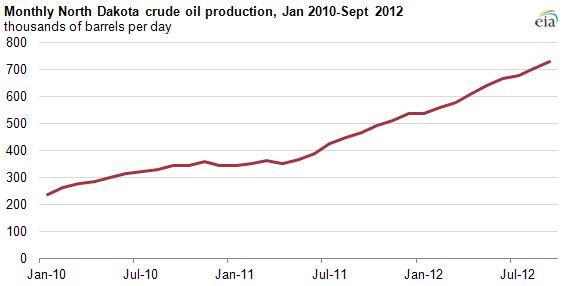 Monthly North Dakota crude oil production, Jan 2010-Sept 2012
thousands of barrels per day
eia
800
700
600
500
400
300
200
100
0
Jan-10 Jul-10 Jan-11 Jul-11 Jan-12 Jul-12